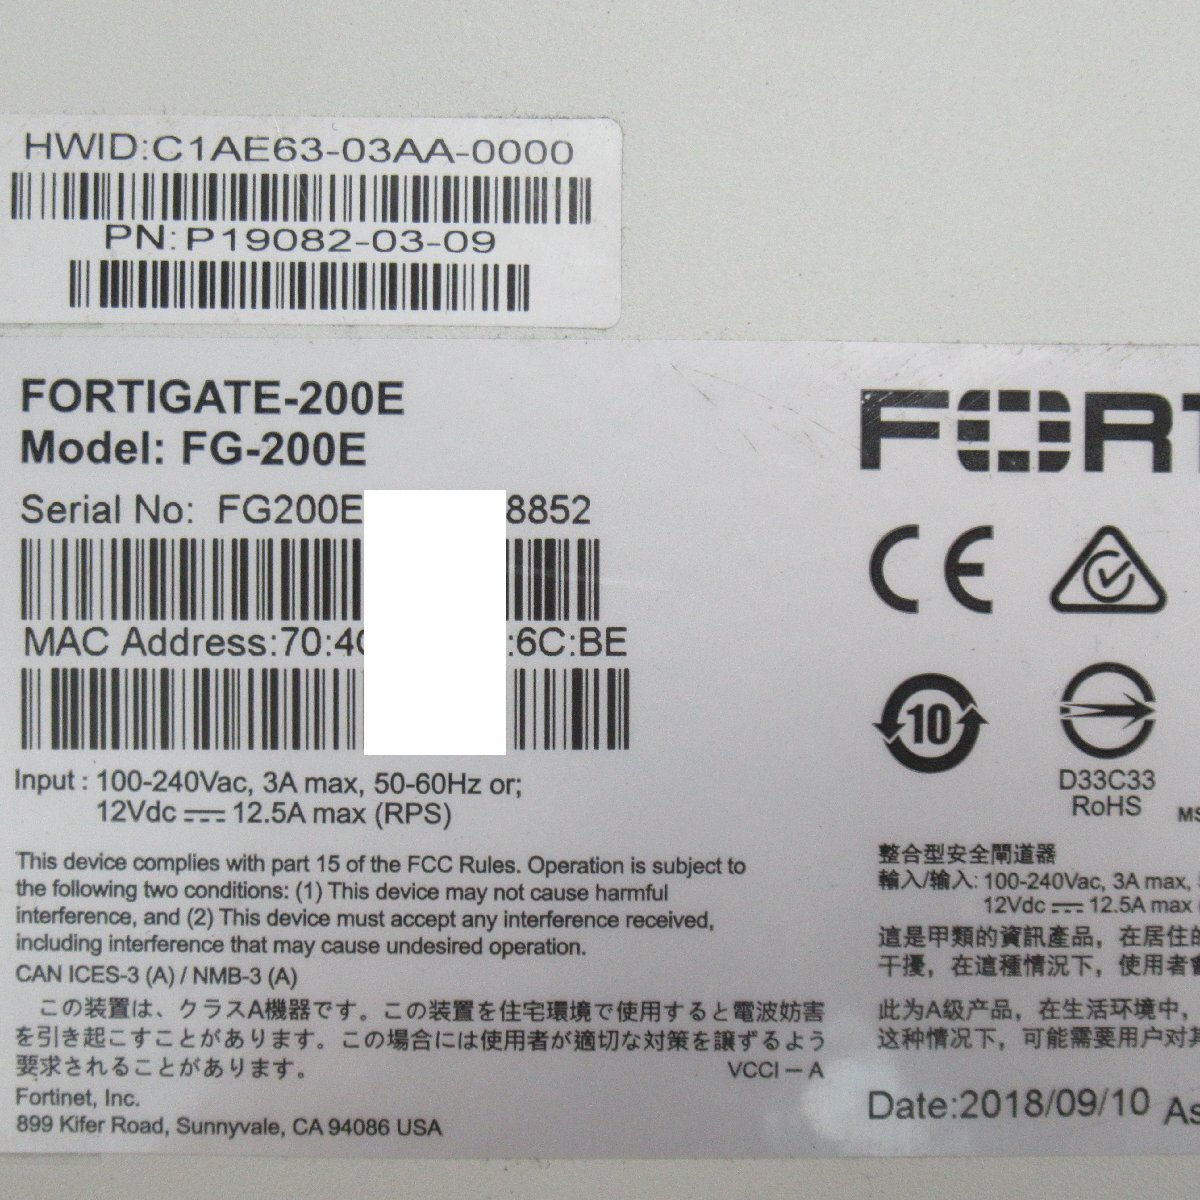 HWID:C1AE63-03AA-0000
PN:P19082-03-09
FORTIGATE-200E
Model: FG-200E
Serial No: FG200E 8852
MAC Address:70:4 :6C:BE
Input : 100-240Vac, 3A max, 50-60Hz or;
12Vdc 12.5A max (RPS)
This device complies with part 15 of the FCC Rules. Operation is subject to
the following two conditions: (1) This device may not cause harmful
interference, and (2) This device must accept any interference received,
including interference that may cause undesired operation.
CAN ICES-3 (A) / NMB-3 (A)
この装置は、クラスA機器です。この装置を住宅環境で使用すると電波妨害
を引き起こすことがあります。この場合には使用者が適切な対策を譲ずるよう
要求されることがあります。
VCCI－A
Fortinet, Inc.
899 Kifer Road, Sunnyvale, CA 94086 USA
FORT
CE
10
D33C33
RoHS
MS
整合型安全閘道器
輸入/输入: 100-240Vac, 3A max,
12Vdc 12.5A max
這是甲類的資訊產品，在居住的
干擾，在這種情況下，使用者會
此为A级产品，在生活环境中，
这种情况下，可能需要用户对其
Date:2018/09/10 As